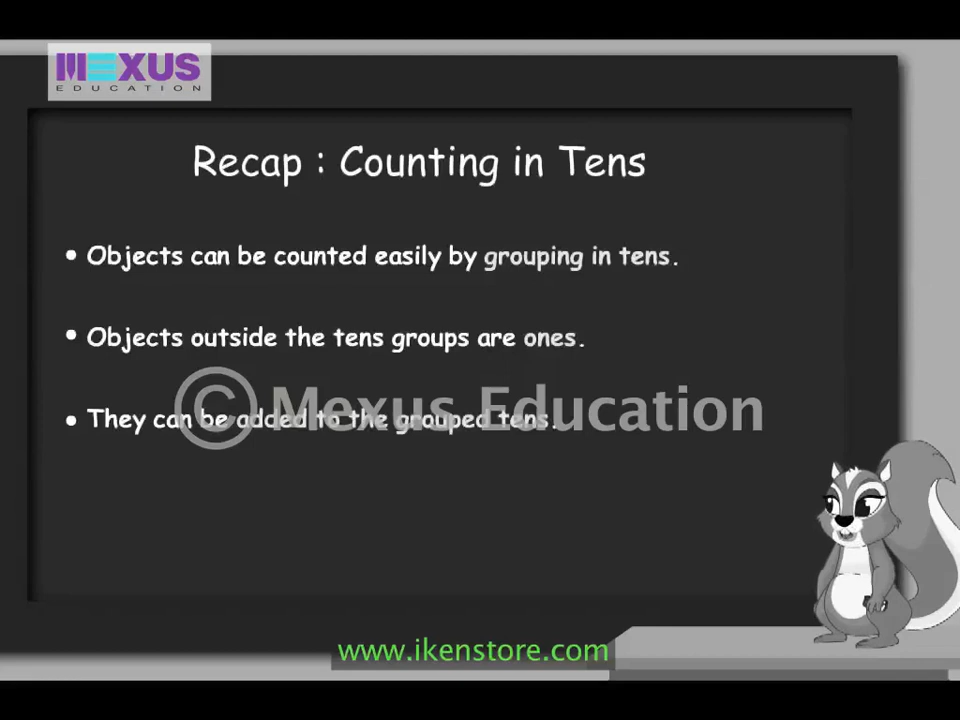 MEXUS
EDUCATION
Recap : Counting in Tens
• Objects can be counted easily by grouping in tens.
• Objects outside the tens groups are ones.
• They can be added to the grouped tens.
© Mexus Education
www.ikenstore.com